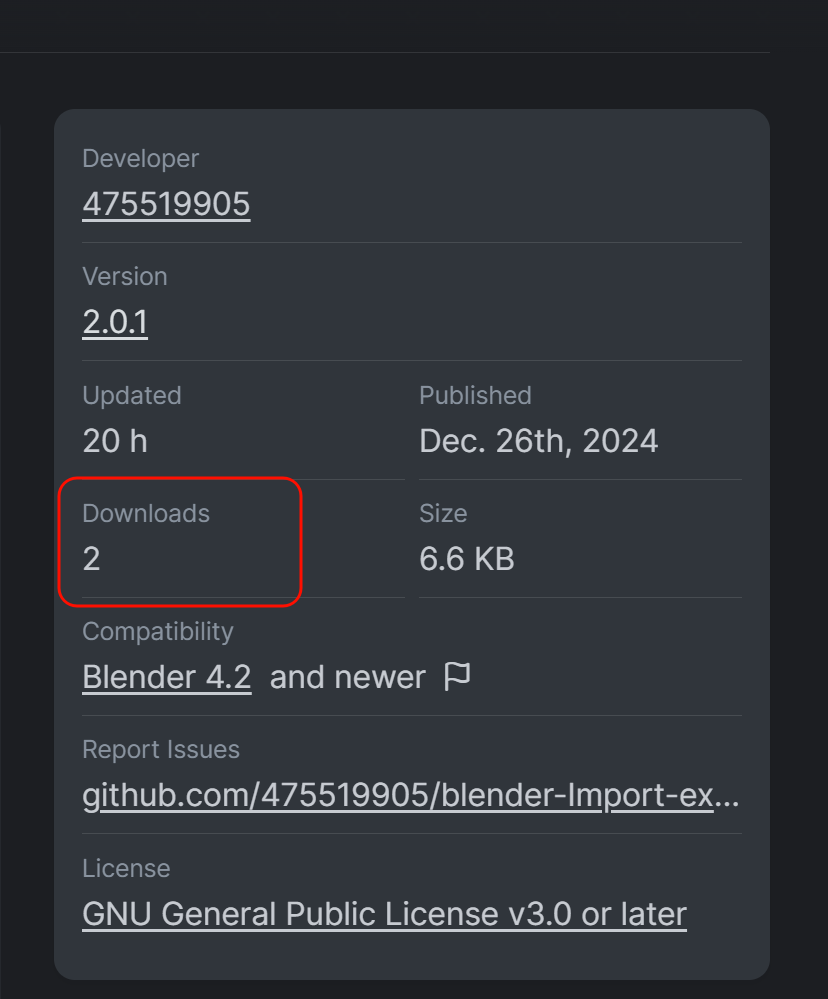 Developer
475519905
Version
2.0.1
Updated
20 h
Published
Dec. 26th, 2024
Downloads
2
Size
6.6 KB
Compatibility
Blender 4.2 and newer
Report Issues
github.com/475519905/blender-Import-ex...
License
GNU General Public License v3.0 or later